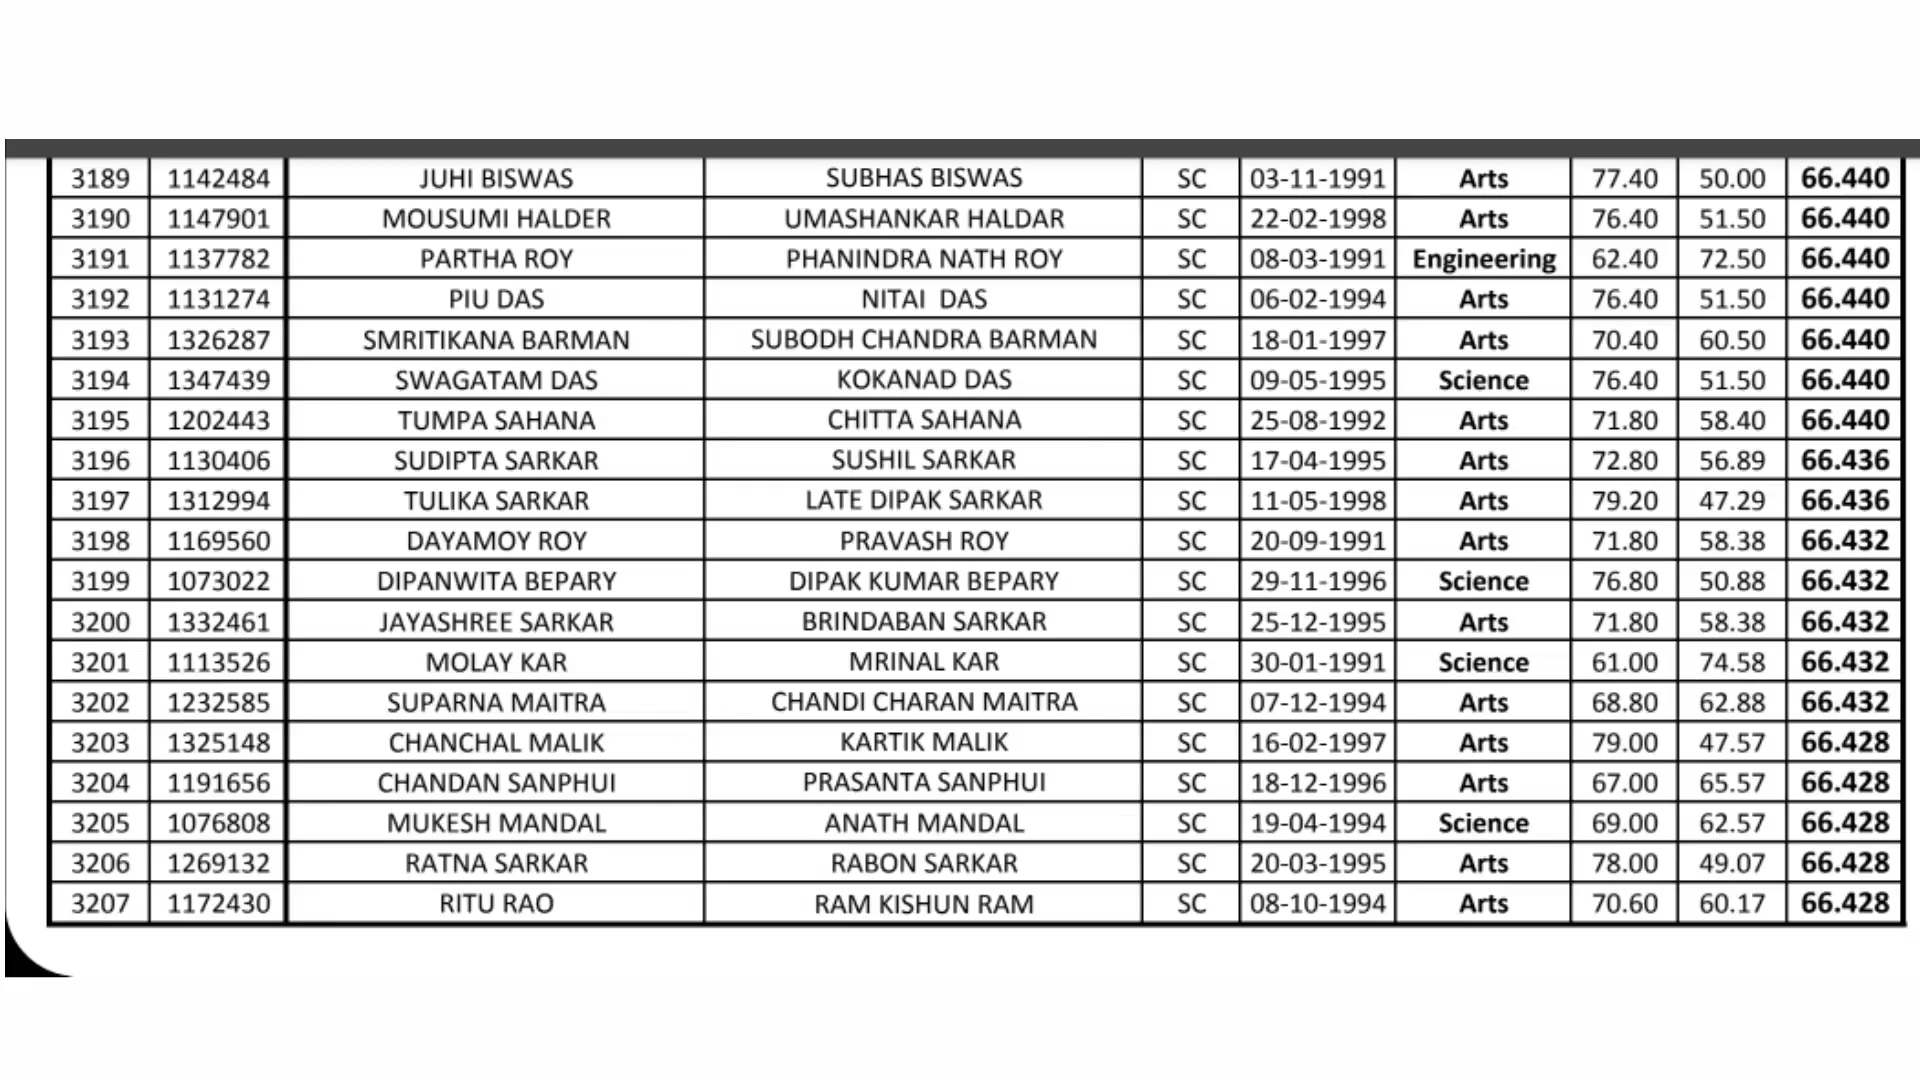 3189 1142484 JUHI BISWAS SUBHAS BISWAS SC 03-11-1991 Arts 77.40 50.00 66.440
3190 1147901 MOUSUMI HALDER UMASHANKAR HALDAR SC 22-02-1998 Arts 76.40 51.50 66.440
3191 1137782 PARTHA ROY PHANINDRA NATH ROY SC 08-03-1991 Engineering 62.40 72.50 66.440
3192 1131274 PIU DAS NITAI DAS SC 06-02-1994 Arts 76.40 51.50 66.440
3193 1326287 SMRITIKANA BARMAN SUBODH CHANDRA BARMAN SC 18-01-1997 Arts 70.40 60.50 66.440
3194 1347439 SWAGATAM DAS KOKANAD DAS SC 09-05-1995 Science 76.40 51.50 66.440
3195 1202443 TUMPA SAHANA CHITTA SAHANA SC 25-08-1992 Arts 71.80 58.40 66.440
3196 1130406 SUDIPTA SARKAR SUSHIL SARKAR SC 17-04-1995 Arts 72.80 56.89 66.436
3197 1312994 TULIKA SARKAR LATE DIPAK SARKAR SC 11-05-1998 Arts 79.20 47.29 66.436
3198 1169560 DAYAMOY ROY PRAVASH ROY SC 20-09-1991 Arts 71.80 58.38 66.432
3199 1073022 DIPANWITA BEPARY DIPAK KUMAR BEPARY SC 29-11-1996 Science 76.80 50.88 66.432
3200 1332461 JAYASHREE SARKAR BRINDABAN SARKAR SC 25-12-1995 Arts 71.80 58.38 66.432
3201 1113526 MOLAY KAR MRINAL KAR SC 30-01-1991 Science 61.00 74.58 66.432
3202 1232585 SUPARNA MAITRA CHANDI CHARAN MAITRA SC 07-12-1994 Arts 68.80 62.88 66.432
3203 1325148 CHANCHAL MALIK KARTIK MALIK SC 16-02-1997 Arts 79.00 47.57 66.428
3204 1191656 CHANDAN SANPHUI PRASANTA SANPHUI SC 18-12-1996 Arts 67.00 65.57 66.428
3205 1076808 MUKESH MANDAL ANATH MANDAL SC 19-04-1994 Science 69.00 62.57 66.428
3206 1269132 RATNA SARKAR RABON SARKAR SC 20-03-1995 Arts 78.00 49.07 66.428
3207 1172430 RITU RAO RAM KISHUN RAM SC 08-10-1994 Arts 70.60 60.17 66.428